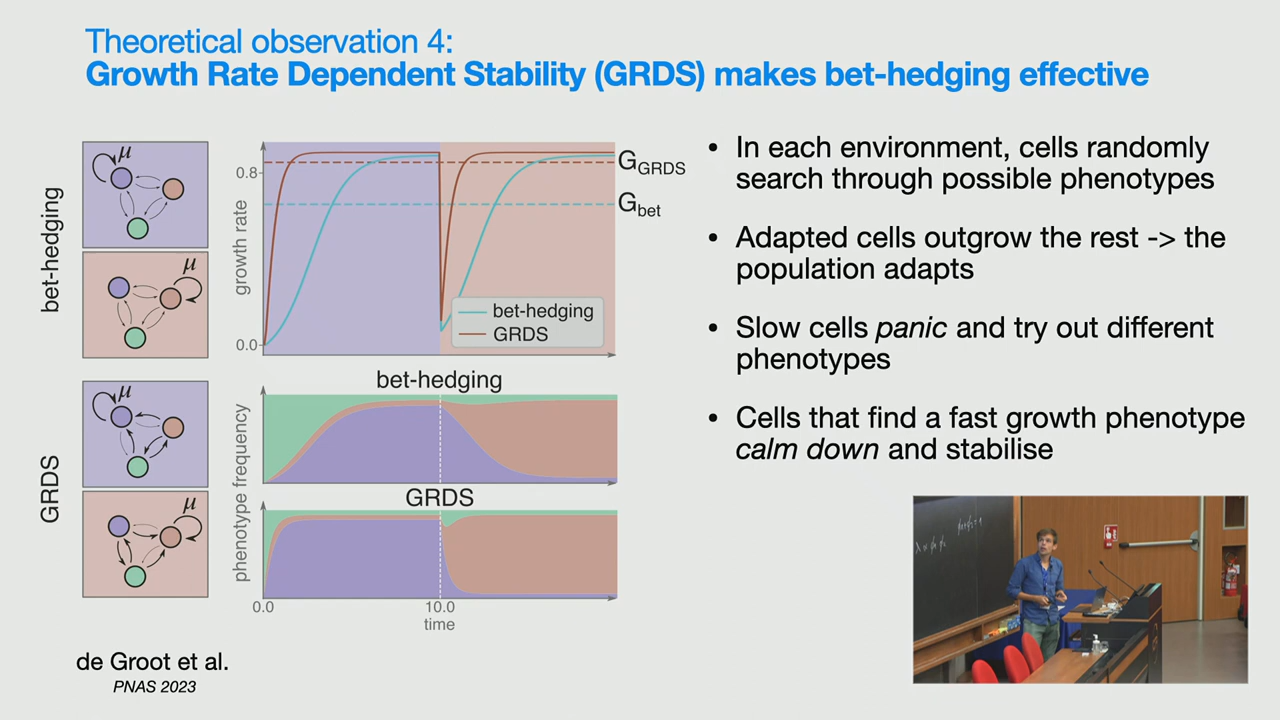 Theoretical observation 4:
Growth Rate Dependent Stability (GRDS) makes bet-hedging effective
bet-hedging
μ
μ
GRDS
μ
μ
growth rate
0.8
0.0
G_GRDS
G_bet
bet-hedging
GRDS
phenotype frequency
bet-hedging
GRDS
0.0
10.0
time
• In each environment, cells randomly
search through possible phenotypes
• Adapted cells outgrow the rest -> the
population adapts
• Slow cells panic and try out different
phenotypes
• Cells that find a fast growth phenotype
calm down and stabilise
de Groot et al.
PNAS 2023